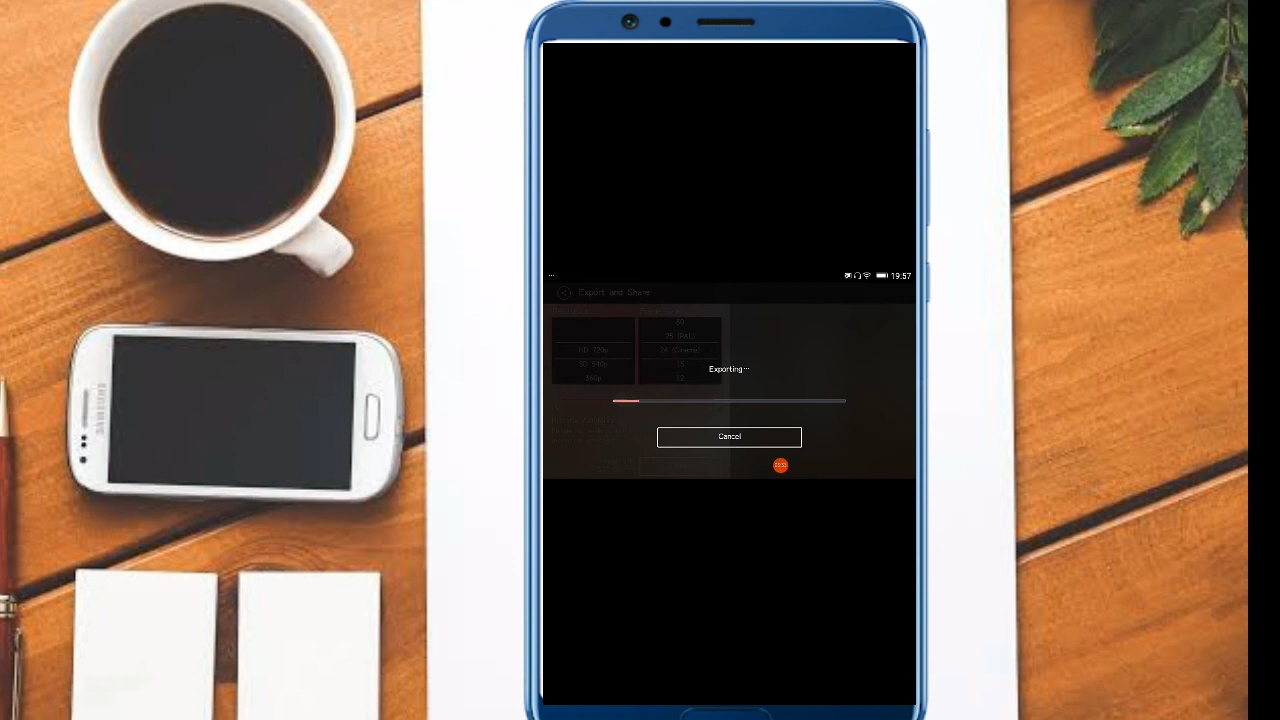 19:57
Export and Share
30
25 (PAL)
HD 720p
24 (Cinema)
SD 540p
15
360p
12
Exporting...
Cancel
SAMSUNG